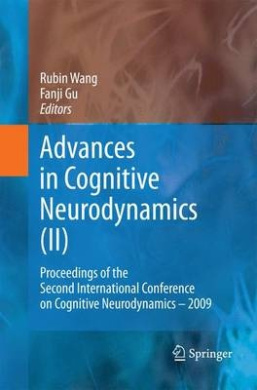 Rubin Wang
Fanji Gu
Editors
Advances
in Cognitive
Neurodynamics
(II)
Proceedings of the
Second International Conference
on Cognitive Neurodynamics – 2009
Springer